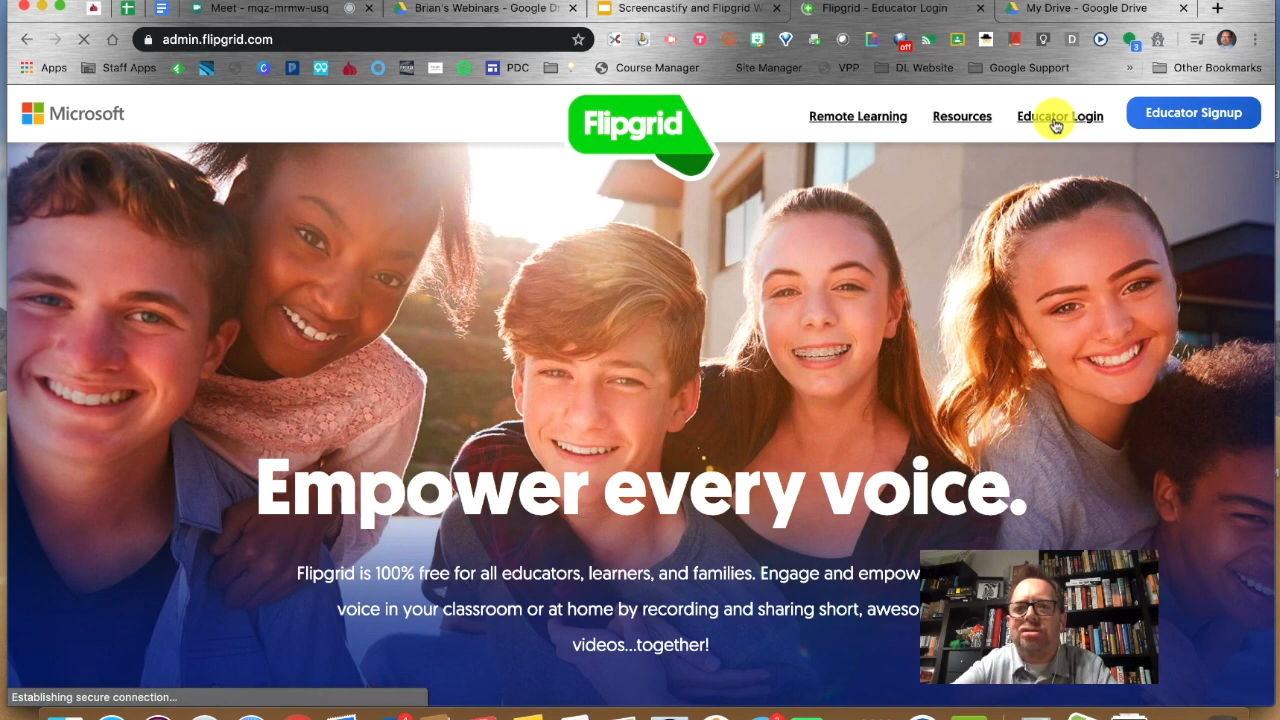 Meet - mqz-mrmw-usq
Brian's Webinars - Google Dr
Screencastify and Flipgrid W
Flipgrid - Educator Login
My Drive - Google Drive
admin.flipgrid.com
off
3
Apps
Staff Apps
PDC
Course Manager
Site Manager
VPP
DL Website
Google Support
»
Other Bookmarks
Microsoft
Flipgrid
Remote Learning
Resources
Educator Login
Educator Signup
Empower every voice.
Flipgrid is 100% free for all educators, learners, and families. Engage and empow
voice in your classroom or at home by recording and sharing short, aweso
videos...together!
Establishing secure connection...